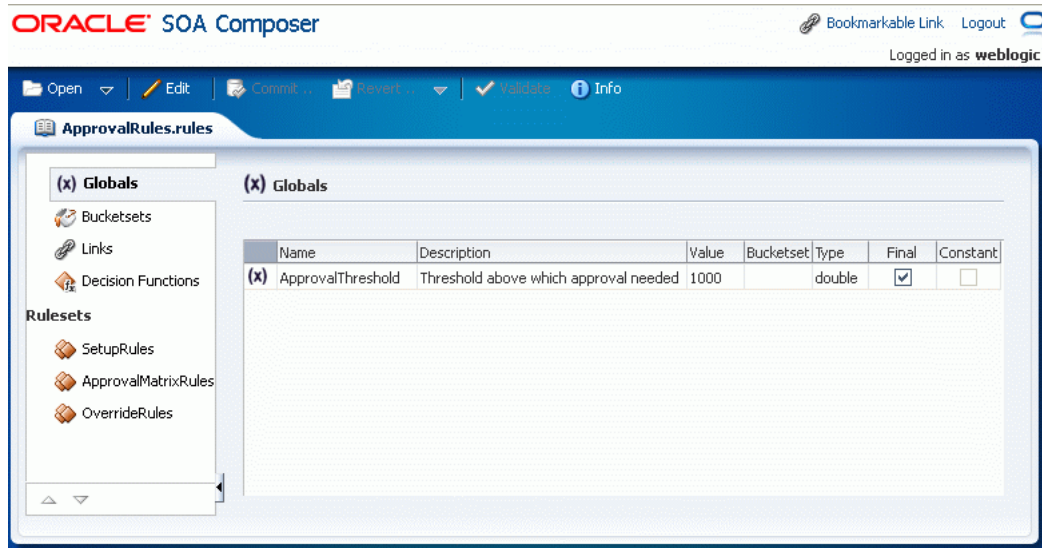 ORACLE SOA Composer
Bookmarkable Link Logout
Logged in as weblogic
Open Edit Commit .. Revert .. Validate Info
ApprovalRules.rules
(x) Globals
Bucketsets
Links
Decision Functions
Rulesets
SetupRules
ApprovalMatrixRules
OverrideRules
(x) Globals
Name Description Value Bucketset Type Final Constant
(x) ApprovalThreshold Threshold above which approval needed 1000 double